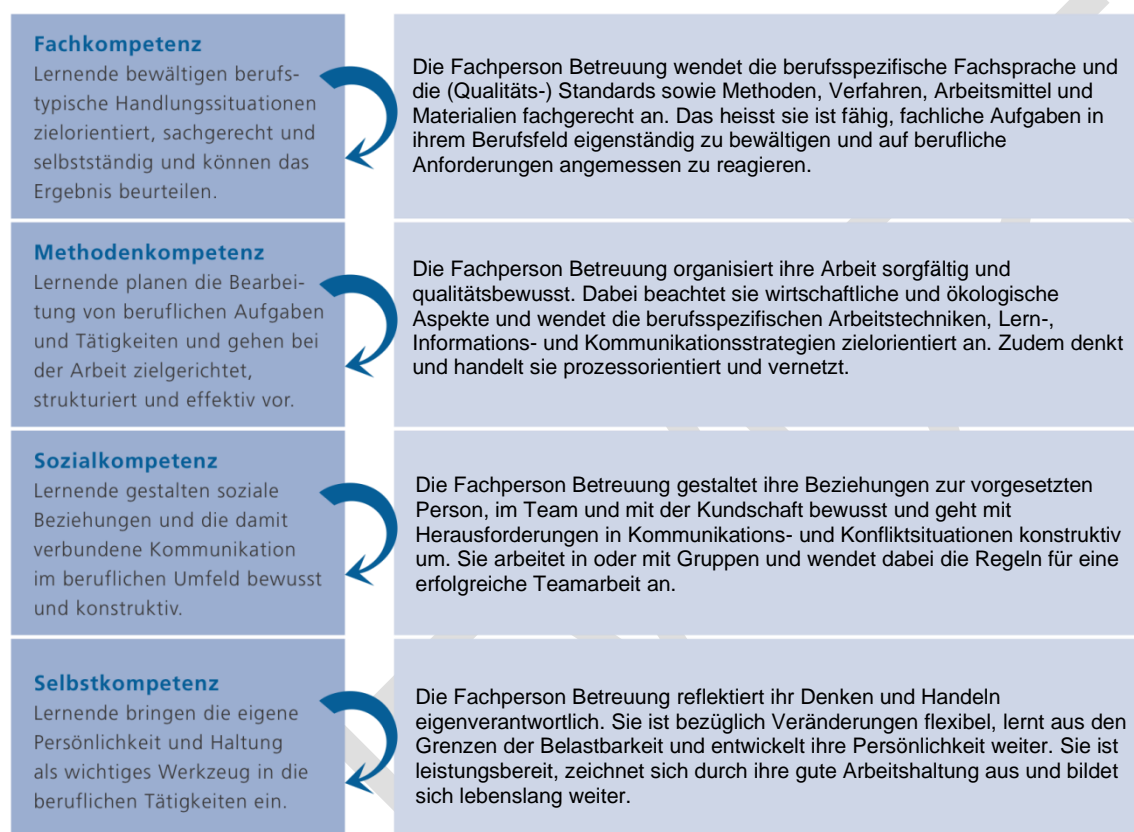 Fachkompetenz
Lernende bewältigen berufs-
typische Handlungssituationen
zielorientiert, sachgerecht und
selbstständig und können das
Ergebnis beurteilen.
Die Fachperson Betreuung wendet die berufsspezifische Fachsprache und
die (Qualitäts-) Standards sowie Methoden, Verfahren, Arbeitsmittel und
Materialien fachgerecht an. Das heisst sie ist fähig, fachliche Aufgaben in
ihrem Berufsfeld eigenständig zu bewältigen und auf berufliche
Anforderungen angemessen zu reagieren.
Methodenkompetenz
Lernende planen die Bearbei-
tung von beruflichen Aufgaben
und Tätigkeiten und gehen bei
der Arbeit zielgerichtet,
strukturiert und effektiv vor.
Die Fachperson Betreuung organisiert ihre Arbeit sorgfältig und
qualitätsbewusst. Dabei beachtet sie wirtschaftliche und ökologische
Aspekte und wendet die berufsspezifischen Arbeitstechniken, Lern-,
Informations- und Kommunikationsstrategien zielorientiert an. Zudem denkt
und handelt sie prozessorientiert und vernetzt.
Sozialkompetenz
Lernende gestalten soziale
Beziehungen und die damit
verbundene Kommunikation
im beruflichen Umfeld bewusst
und konstruktiv.
Die Fachperson Betreuung gestaltet ihre Beziehungen zur vorgesetzten
Person, im Team und mit der Kundschaft bewusst und geht mit
Herausforderungen in Kommunikations- und Konfliktsituationen konstruktiv
um. Sie arbeitet in oder mit Gruppen und wendet dabei die Regeln für eine
erfolgreiche Teamarbeit an.
Selbstkompetenz
Lernende bringen die eigene
Persönlichkeit und Haltung
als wichtiges Werkzeug in die
beruflichen Tätigkeiten ein.
Die Fachperson Betreuung reflektiert ihr Denken und Handeln
eigenverantwortlich. Sie ist bezüglich Veränderungen flexibel, lernt aus den
Grenzen der Belastbarkeit und entwickelt ihre Persönlichkeit weiter. Sie ist
leistungsbereit, zeichnet sich durch ihre gute Arbeitshaltung aus und bildet
sich lebenslang weiter.